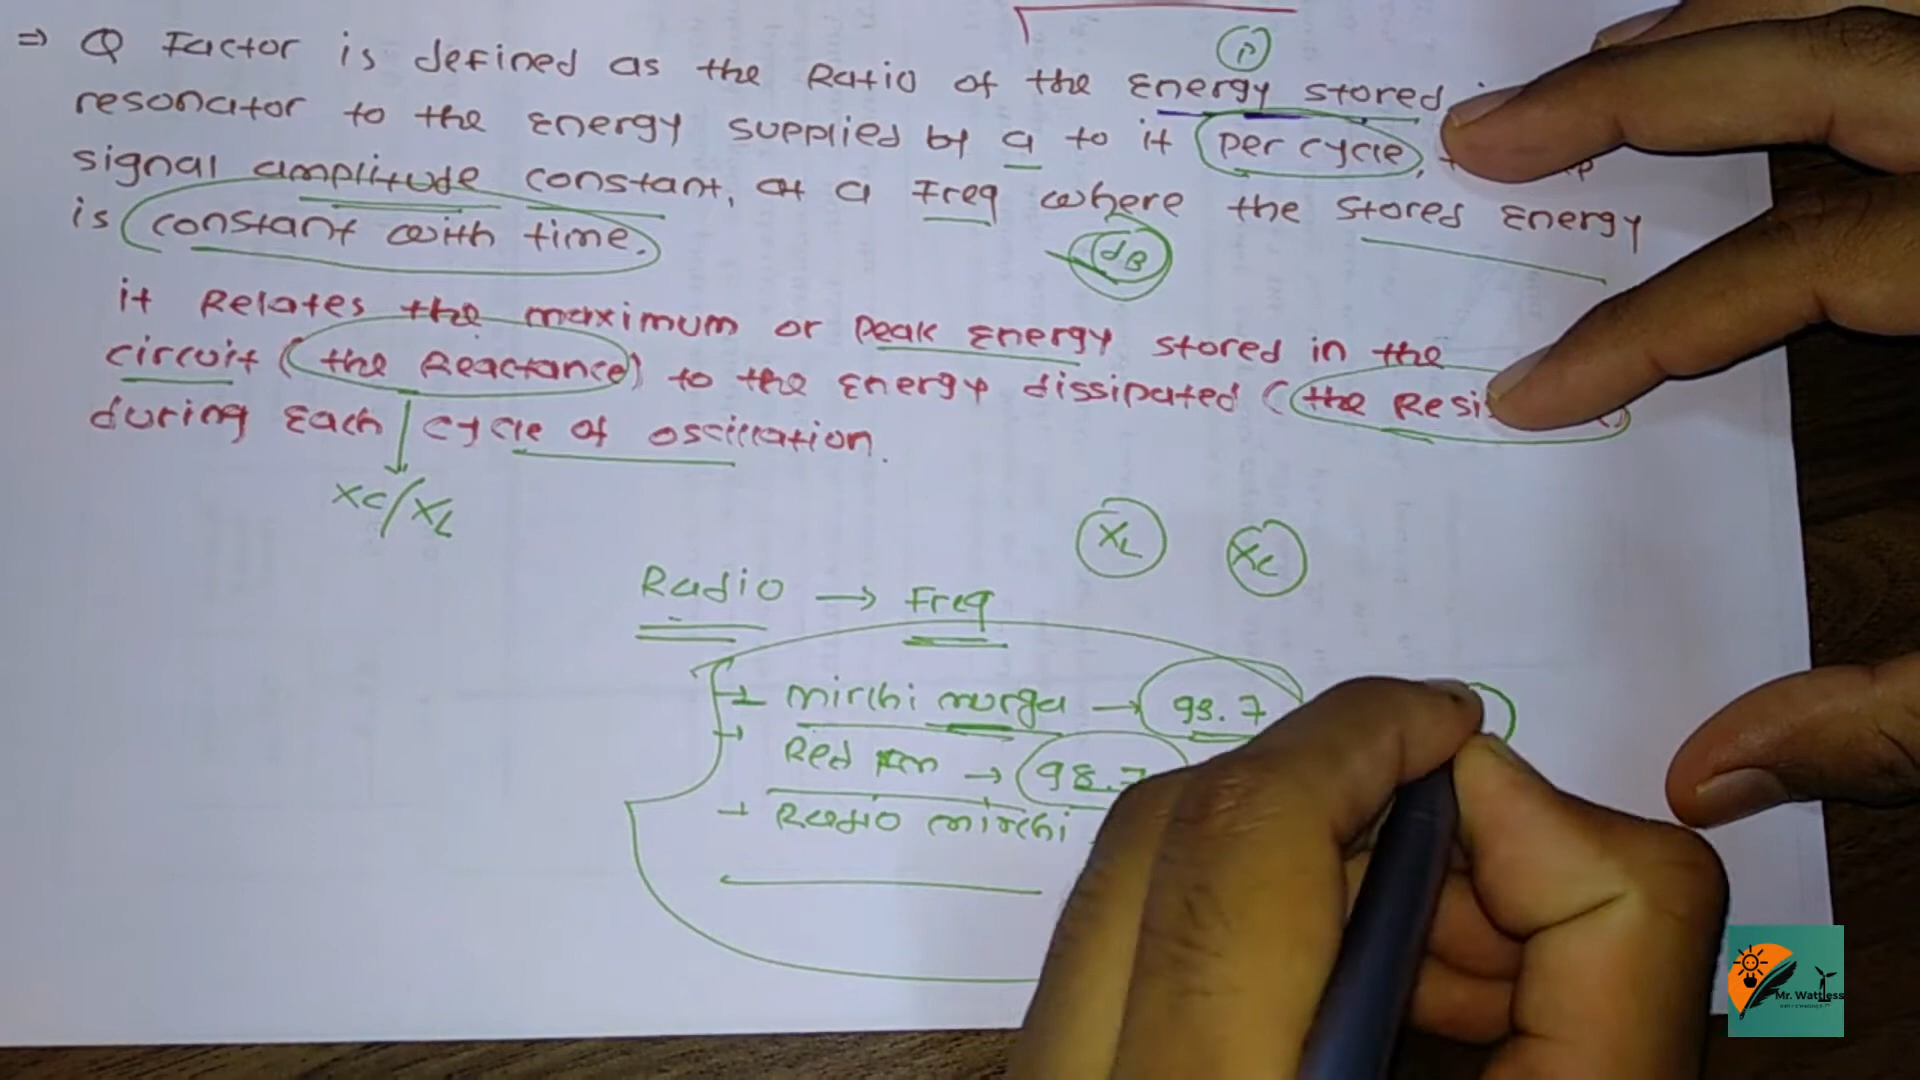 ⇒ Q Factor is defined as the Ratio of the Energy stored
resonator to the Energy supplied by a to it per cycle,
signal amplitude constant, at a Freq where the stored Energy
is constant with time.
P
dB
it Relates the maximum or peak Energy stored in the
circuit (the Reactance) to the Energy dissipated (the Resi
during Each cycle of oscillation.
XC/XL
XL XC
Radio → Freq
→ mirchi murga → 93.7
→ Red → 98.7
→ Radio mirchi
Mr. Wattless